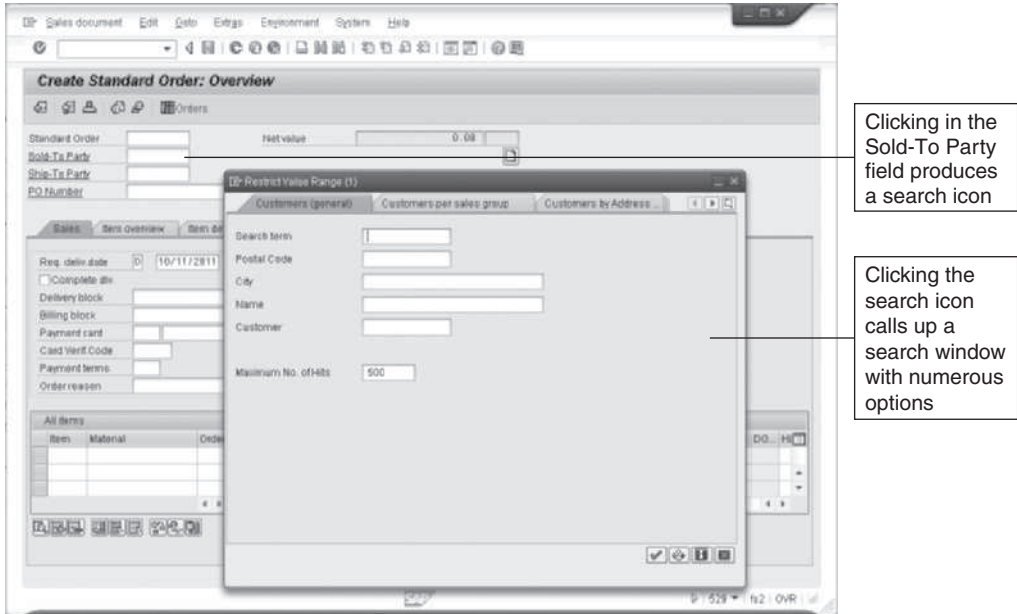 Sales document Edit Goto Extras Environment System Help
Create Standard Order: Overview
Orders
Standard Order
Net value
0.00
Sold-To Party
Ship-To Party
PO Number
Sales
Item overview
Item de
Req. deliv.date
D
10/11/2011
Complete dlv.
Delivery block
Billing block
Payment card
Card Verif.Code
Payment terms
Order reason
All items
Item
Material
Orde
DO...
Restrict Value Range (1)
Customers (general)
Customers per sales group
Customers by Address ...
Search term
Postal Code
City
Name
Customer
Maximum No. of Hits
500
SAP
529
fs2
OVR
Clicking in the
Sold-To Party
field produces
a search icon
Clicking the
search icon
calls up a
search window
with numerous
options